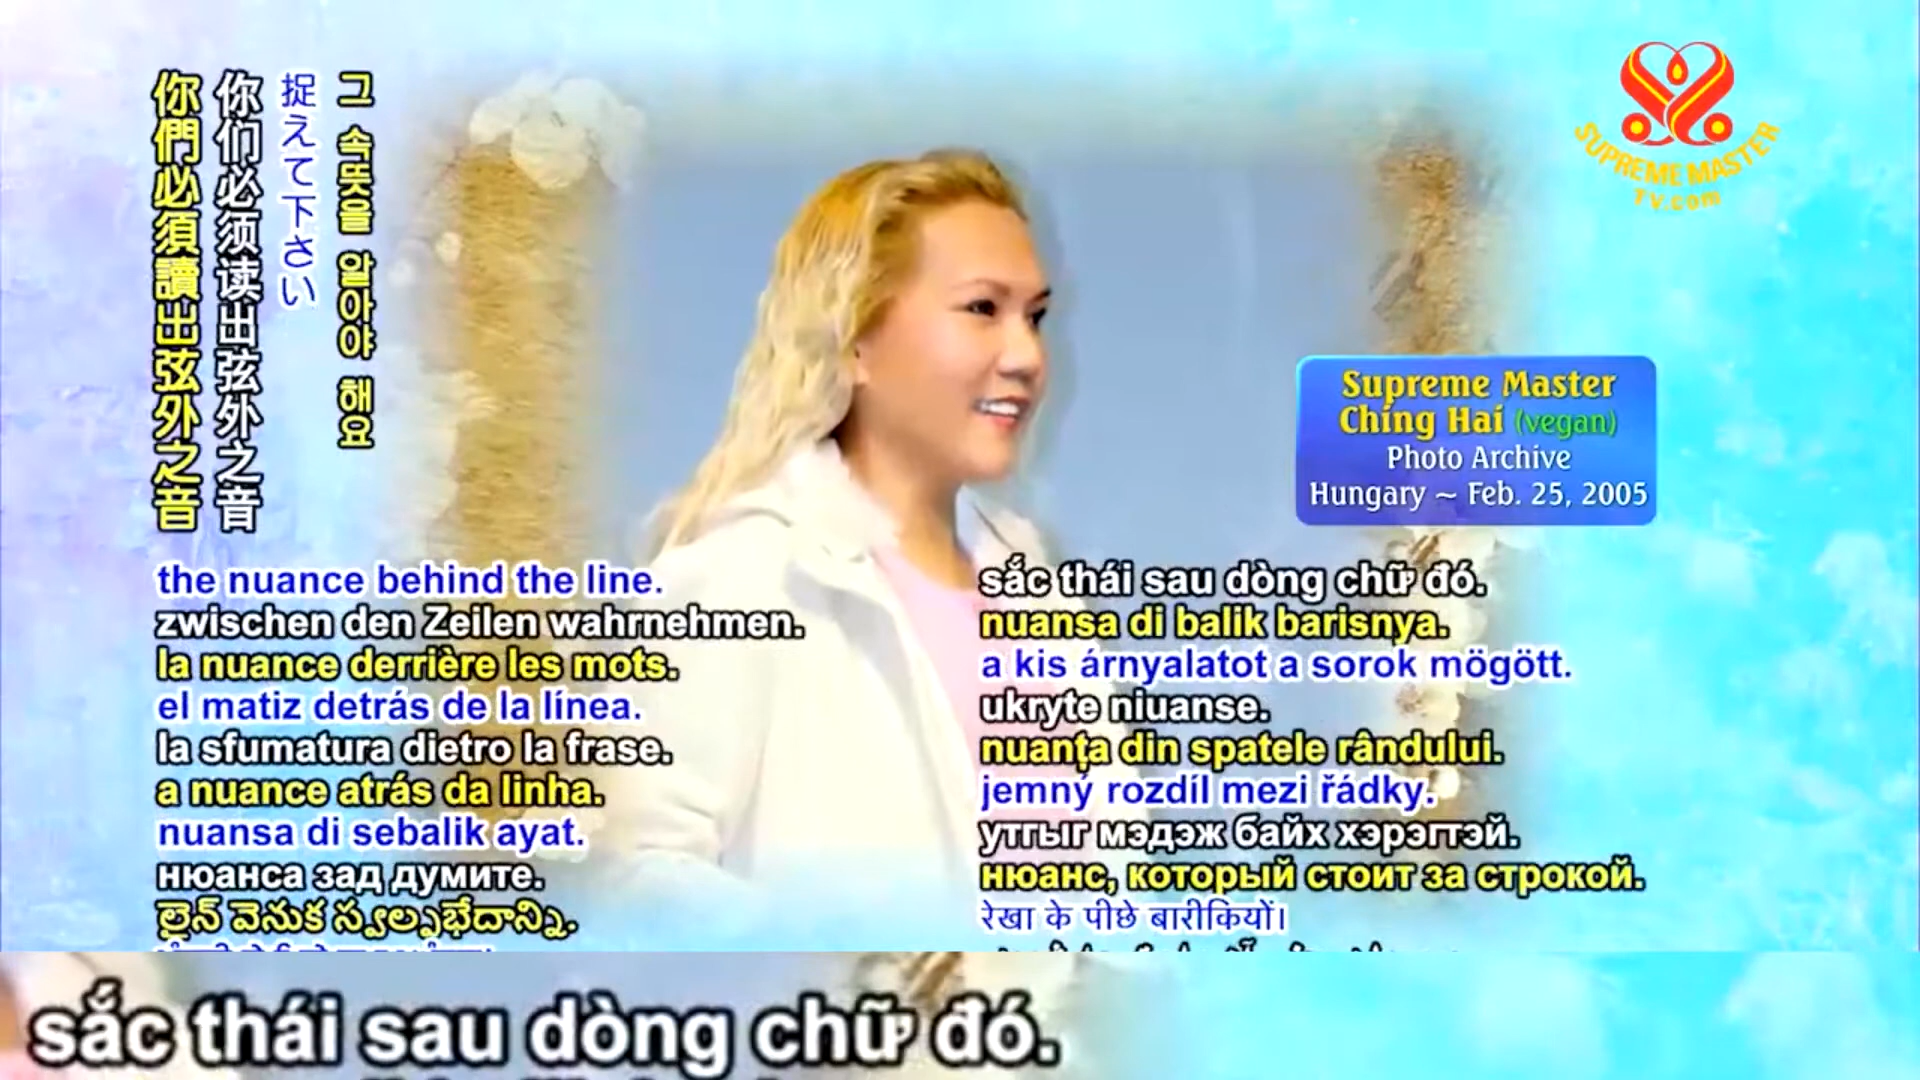 你們必須讀出弦外之音
你们必须读出弦外之音
捉えて下さい
그 속뜻을 알아야 해요
SUPREME MASTER
TV.com
Supreme Master
Ching Hai (vegan)
Photo Archive
Hungary ~ Feb. 25, 2005
the nuance behind the line.
zwischen den Zeilen wahrnehmen.
la nuance derrière les mots.
el matiz detrás de la línea.
la sfumatura dietro la frase.
a nuance atrás da linha.
nuansa di sebalik ayat.
нюанса зад думите.
లైన్ వెనుక స్వల్పభేదాన్ని.
sắc thái sau dòng chữ đó.
nuansa di balik barisnya.
a kis árnyalatot a sorok mögött.
ukryte niuanse.
nuanța din spatele rândului.
jemný rozdíl mezi řádky.
утгыг мэдэж байх хэрэгтэй.
нюанс, который стоит за строкой.
रेखा के पीछे बारीकियों।
sắc thái sau dòng chữ đó.